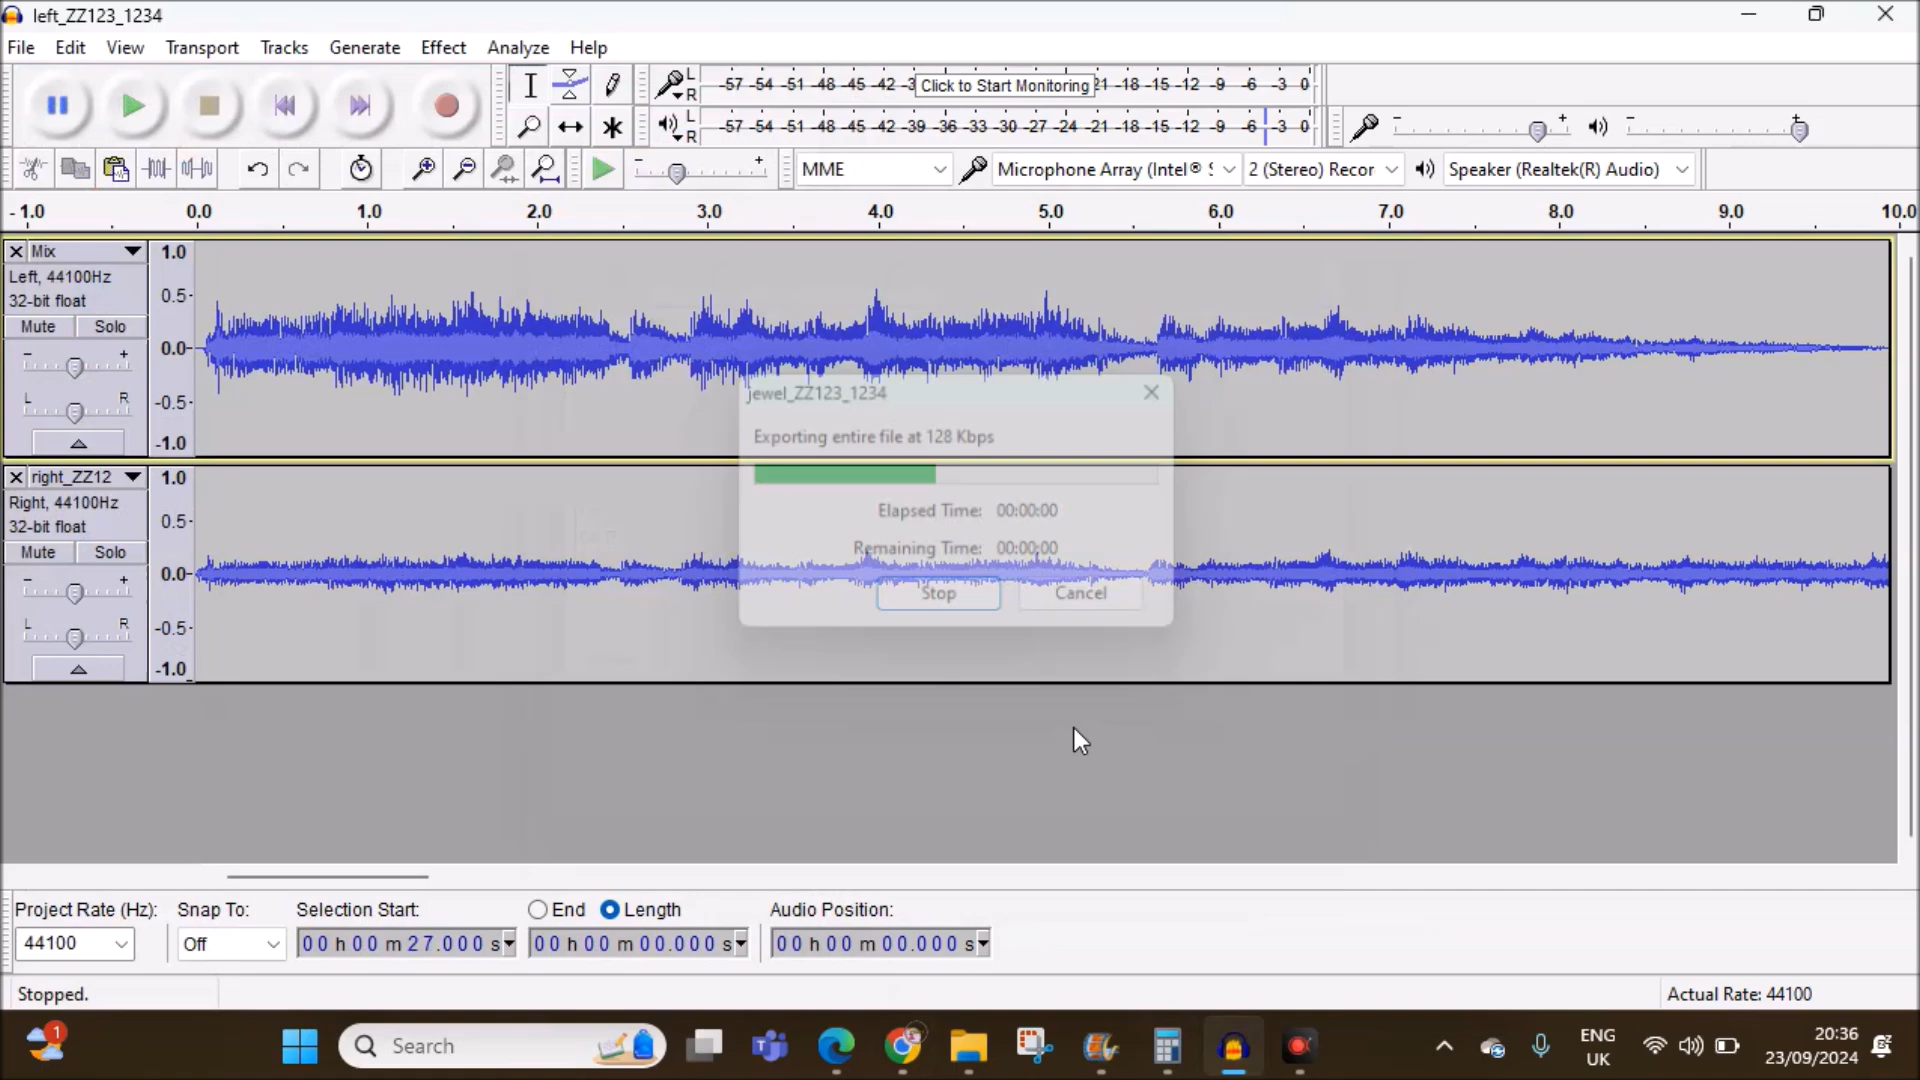 left_ZZ123_1234
File Edit View Transport Tracks Generate Effect Analyze Help
L
R
-57 -54 -51 -48 -45 -42 -3 Click to Start Monitoring 21 -18 -15 -12 -9 -6 -3 0
L
R
-57 -54 -51 -48 -45 -42 -39 -36 -33 -30 -27 -24 -21 -18 -15 -12 -9 -6 -3 0
MME
Microphone Array (Intel®
2 (Stereo) Recor
Speaker (Realtek(R) Audio)
-1.0 0.0 1.0 2.0 3.0 4.0 5.0 6.0 7.0 8.0 9.0 10.0
Mix
Left, 44100Hz
32-bit float
Mute Solo
L R
1.0
0.5
0.0
-0.5
-1.0
jewel_ZZ123_1234
Exporting entire file at 128 Kbps
Elapsed Time: 00:00:00
Remaining Time: 00:00:00
Stop Cancel
right_ZZ12
Right, 44100Hz
32-bit float
Mute Solo
L R
1.0
0.5
0.0
-0.5
-1.0
Project Rate (Hz): Snap To: Selection Start: End Length Audio Position:
44100 Off 00 h 00 m 27.000 s 00 h 00 m 00.000 s 00 h 00 m 00.000 s
Stopped. Actual Rate: 44100
1
Search
ENG
UK
20:36
23/09/2024